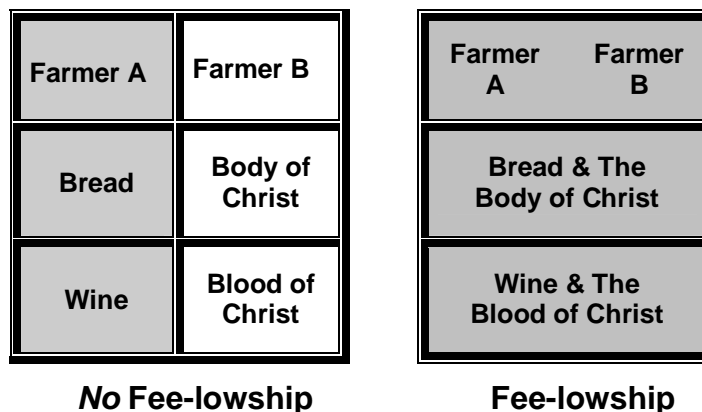 Farmer A
Farmer B
Bread
Body of
Christ
Wine
Blood of
Christ
No Fee-lowship
Farmer
A
Farmer
B
Bread & The
Body of Christ
Wine & The
Blood of Christ
Fee-lowship